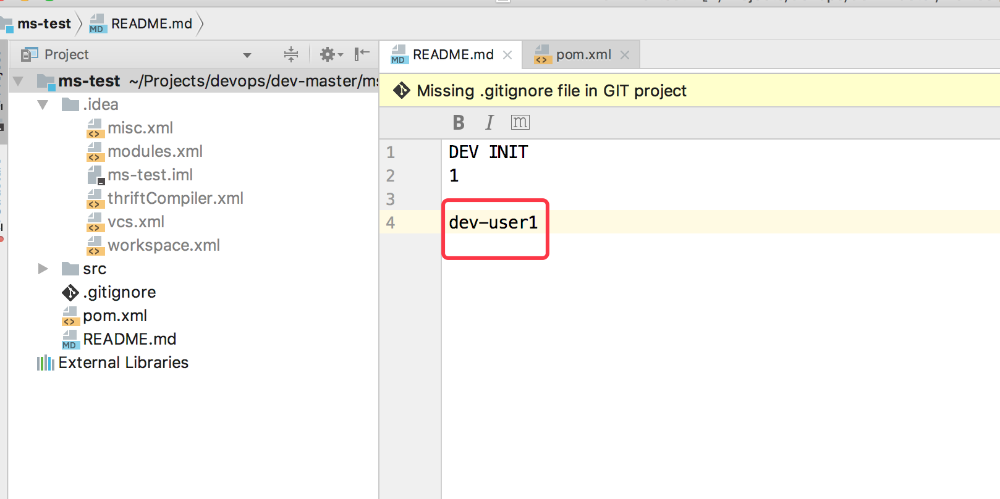 ms-test README.md
Project
README.md
pom.xml
ms-test ~/Projects/devops/dev-master/ms
Missing .gitignore file in GIT project
.idea
misc.xml
modules.xml
ms-test.iml
thriftCompiler.xml
vcs.xml
workspace.xml
src
.gitignore
pom.xml
README.md
External Libraries
B I m
1 DEV INIT
2 1
3
4 dev-user1